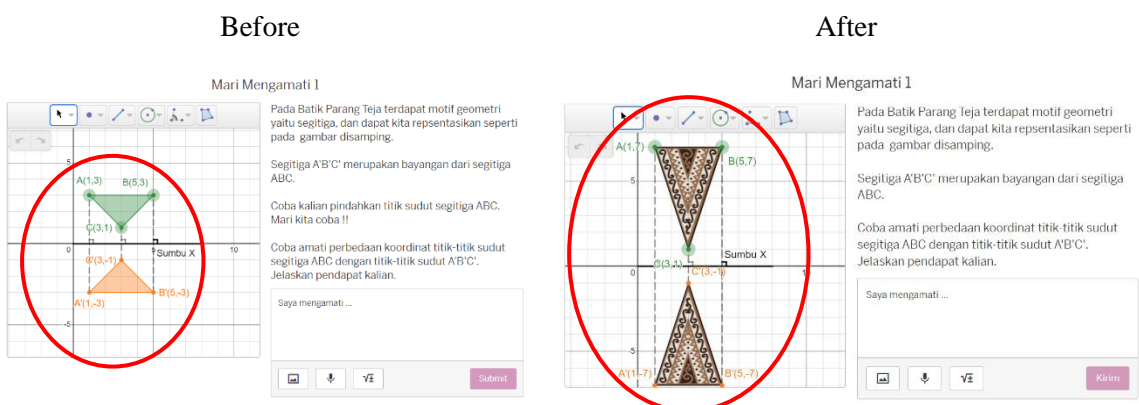 Before
After
Mari Mengamati 1
5
A(1,3)
B(5,3)
C(3,1)
0
Sumbu X
10
C'(3,-1)
A'(1,-3)
B'(5,-3)
-5
Pada Batik Parang Teja terdapat motif geometri
yaitu segitiga, dan dapat kita repsentasikan seperti
pada gambar disamping.
Segitiga A'B'C' merupakan bayangan dari segitiga
ABC.
Coba kalian pindahkan titik sudut segitiga ABC.
Mari kita coba !!
Coba amati perbedaan koordinat titik-titik sudut
segitiga ABC dengan titik-titik sudut A'B'C'.
Jelaskan pendapat kalian.
Saya mengamati ...
√±
Submit
Mari Mengamati 1
A(1,7)
B(5,7)
5
C(3,1)
Sumbu X
0
C'(3,-1)
-5
A'(1,-7)
B'(5,-7)
Pada Batik Parang Teja terdapat motif geometri
yaitu segitiga, dan dapat kita repsentasikan seperti
pada gambar disamping.
Segitiga A'B'C' merupakan bayangan dari segitiga
ABC.
Coba amati perbedaan koordinat titik-titik sudut
segitiga ABC dengan titik-titik sudut A'B'C'.
Jelaskan pendapat kalian.
Saya mengamati ...
√±
Kirim